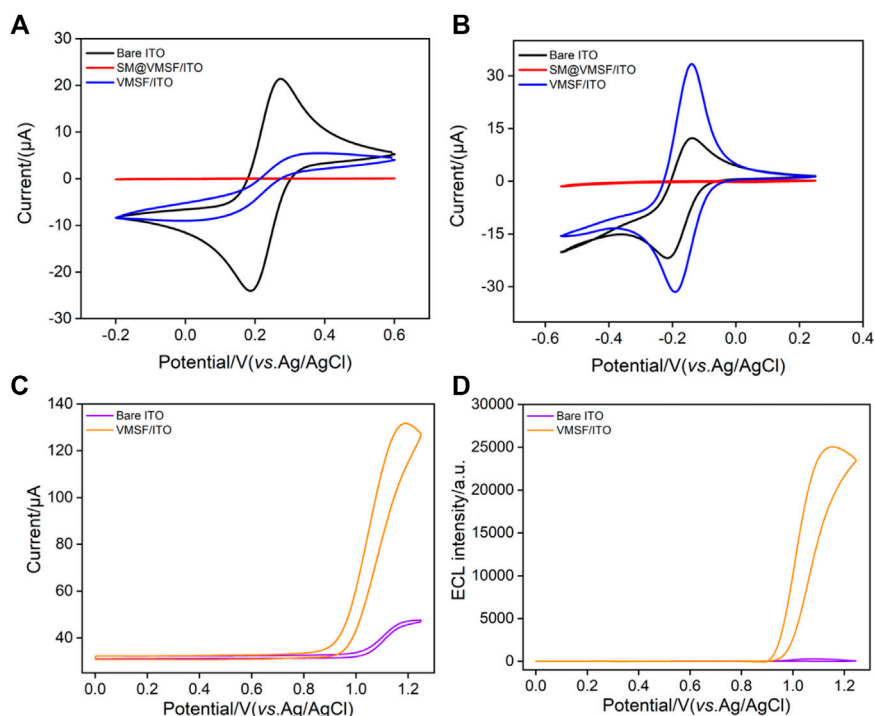 A
Bare ITO
SM@VMSF/ITO
VMSF/ITO
30
20
10
0
-10
-20
-30
Current/(μA)
-0.2
0.0
0.2
0.4
0.6
Potential/V(vs.Ag/AgCl)
B
Bare ITO
SM@VMSF/ITO
VMSF/ITO
30
15
0
-15
-30
Current/(μA)
-0.6
-0.4
-0.2
0.0
0.2
0.4
Potential/V(vs.Ag/AgCl)
C
Bare ITO
VMSF/ITO
140
120
100
80
60
40
Current/μA
0.0
0.2
0.4
0.6
0.8
1.0
1.2
Potential/V(vs.Ag/AgCl)
D
Bare ITO
VMSF/ITO
30000
25000
20000
15000
10000
5000
0
ECL intensity/a.u.
0.0
0.2
0.4
0.6
0.8
1.0
1.2
Potential/V(vs.Ag/AgCl)